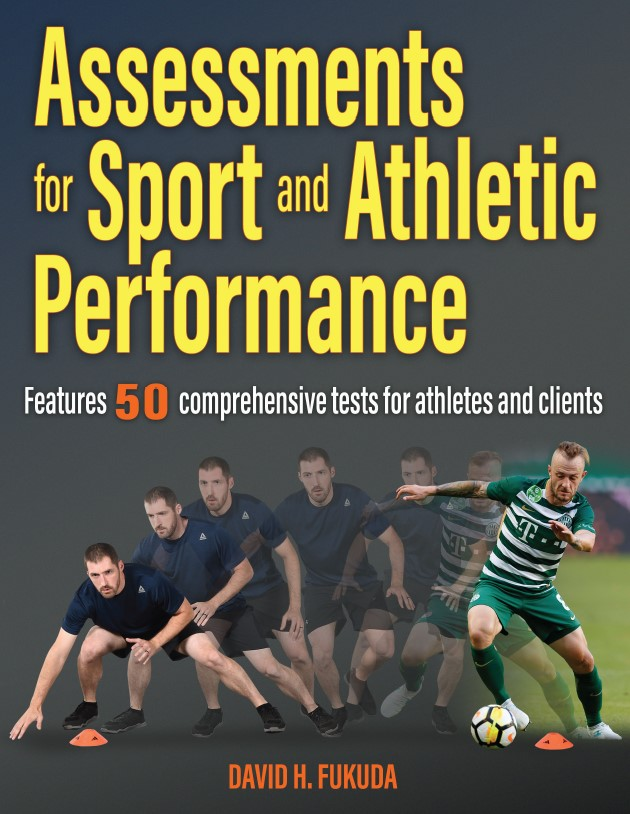 Assessments
for Sport and Athletic
Performance
Features 50 comprehensive tests for athletes and clients
DAVID H. FUKUDA